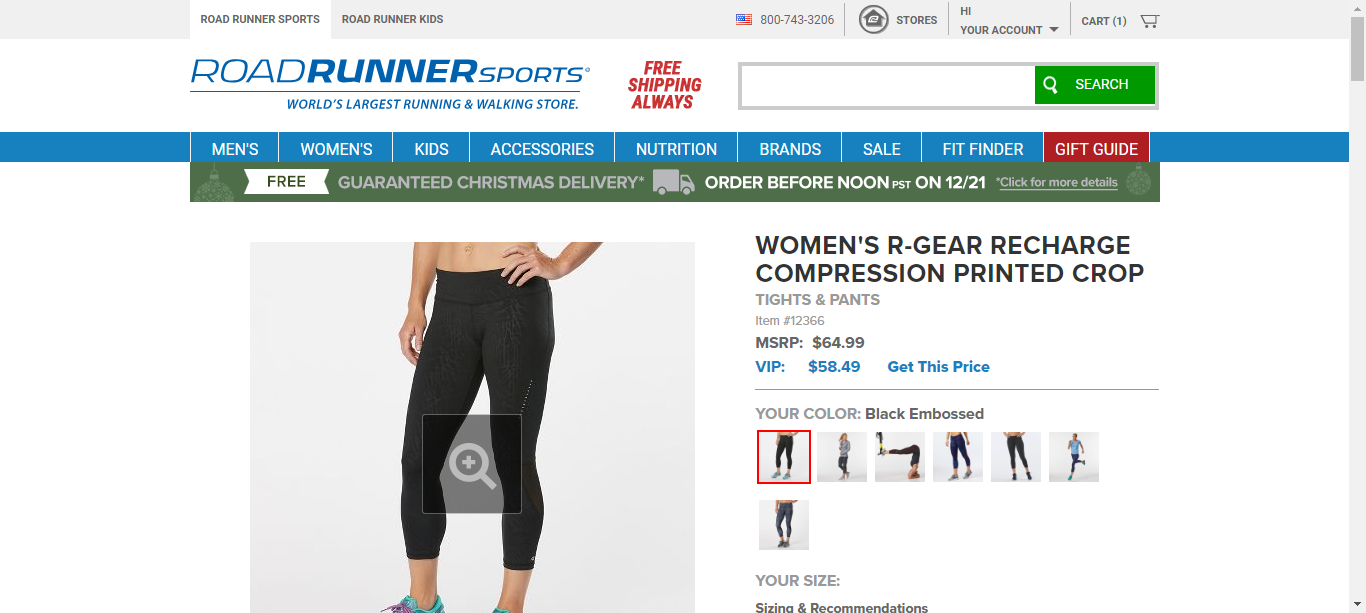 ROAD RUNNER SPORTS
ROAD RUNNER KIDS
800-743-3206
STORES
HI
YOUR ACCOUNT
CART (1)
ROADRUNNERSPORTS®
WORLD'S LARGEST RUNNING & WALKING STORE.
FREE
SHIPPING
ALWAYS
SEARCH
MEN'S
WOMEN'S
KIDS
ACCESSORIES
NUTRITION
BRANDS
SALE
FIT FINDER
GIFT GUIDE
FREE GUARANTEED CHRISTMAS DELIVERY* ORDER BEFORE NOON PST ON 12/21 *Click for more details
WOMEN'S R-GEAR RECHARGE
COMPRESSION PRINTED CROP
TIGHTS & PANTS
Item #12366
MSRP: $64.99
VIP: $58.49 Get This Price
YOUR COLOR: Black Embossed
YOUR SIZE:
Sizing & Recommendations